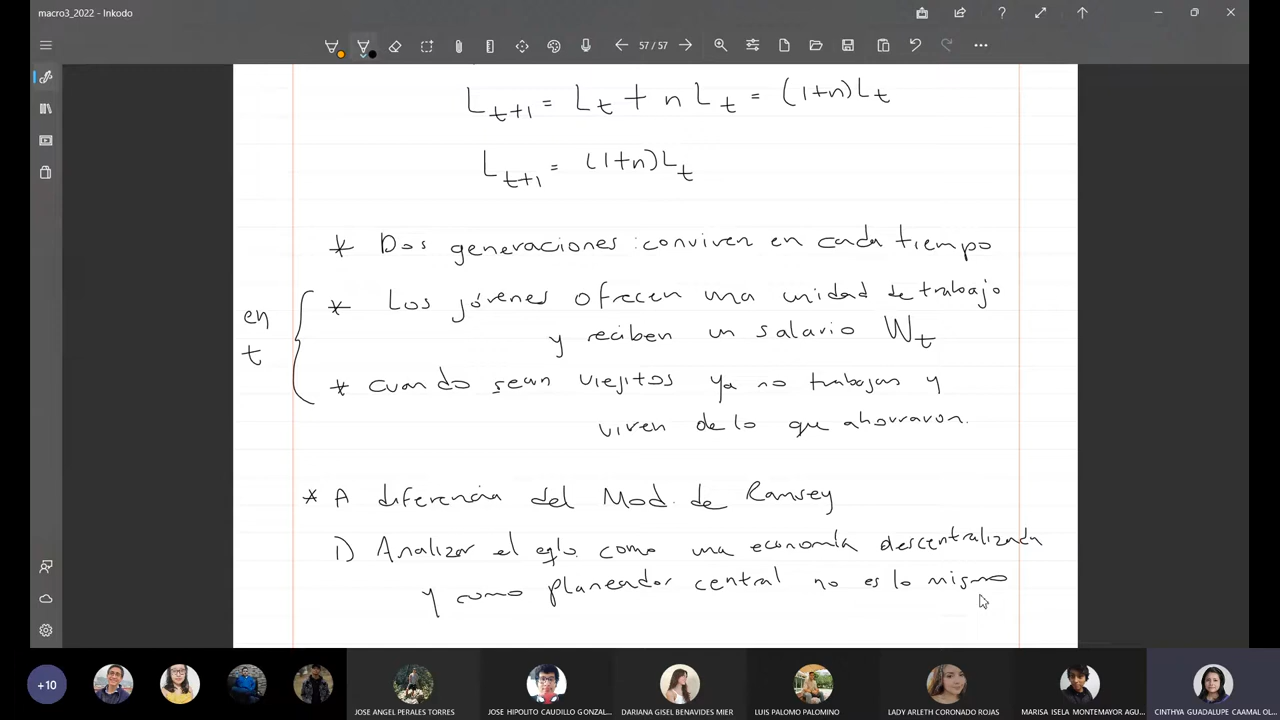 macro3_2022 - Inkodo
57 / 57
L_{t+1} = L_t + n L_t = (1+n)L_t
L_{t+1} = (1+n)L_t
* Dos generaciones conviven en cada tiempo
en t
* Los jóvenes ofrecen una unidad de trabajo
y reciben un salario W_t
* cuando sean viejitos ya no trabajan y
viven de lo que ahorraron.
* A diferencia del Mod. de Ramsey
1) Analizar el eqlo. como una economía descentralizada
y como planeador central no es lo mismo
+10
JOSE ANGEL PERALES TORRES
JOSE HIPOLITO CAUDILLO GONZAL...
DARIANA GISEL BENAVIDES MIER
LUIS PALOMO PALOMINO
LADY ARLETH CORONADO ROJAS
MARISA ISELA MONTEMAYOR AGU...
CINTHYA GUADALUPE CAAMAL OL...